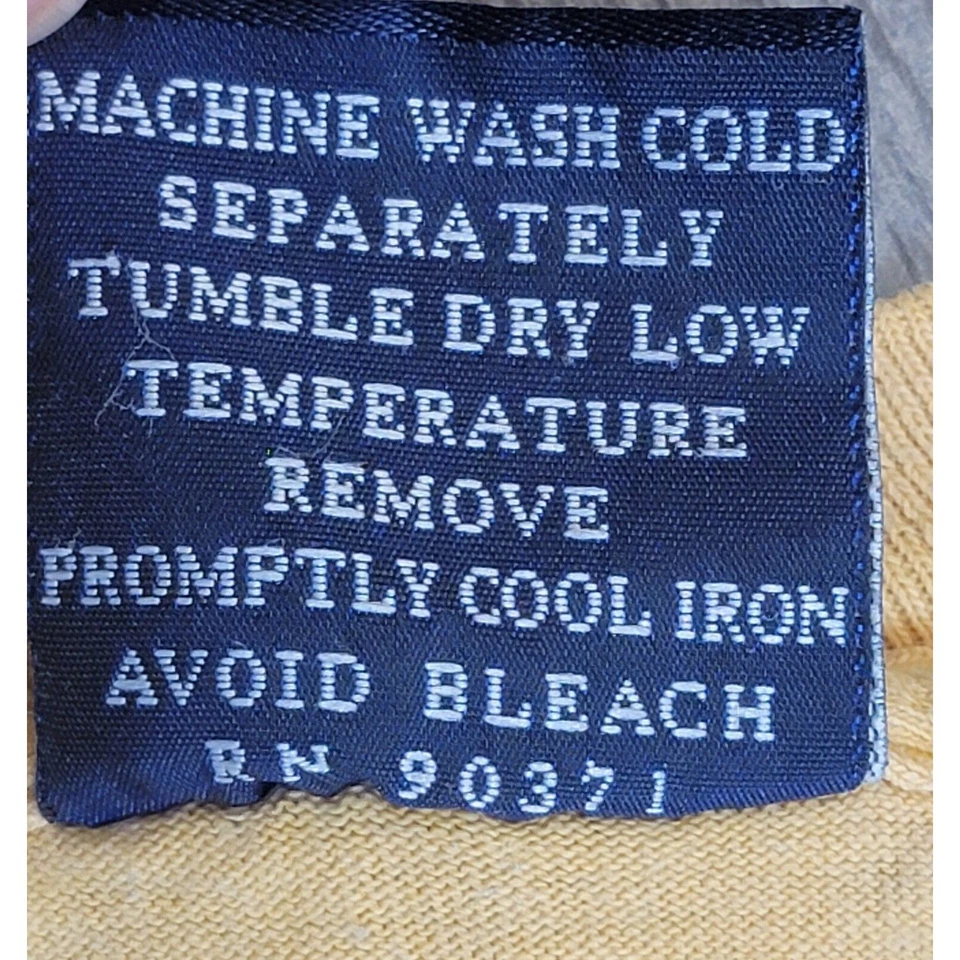 MACHINE WASH COLD
SEPARATELY
TUMBLE DRY LOW
TEMPERATURE
REMOVE
PROMPTLY COOL IRON
AVOID BLEACH
RN 90371